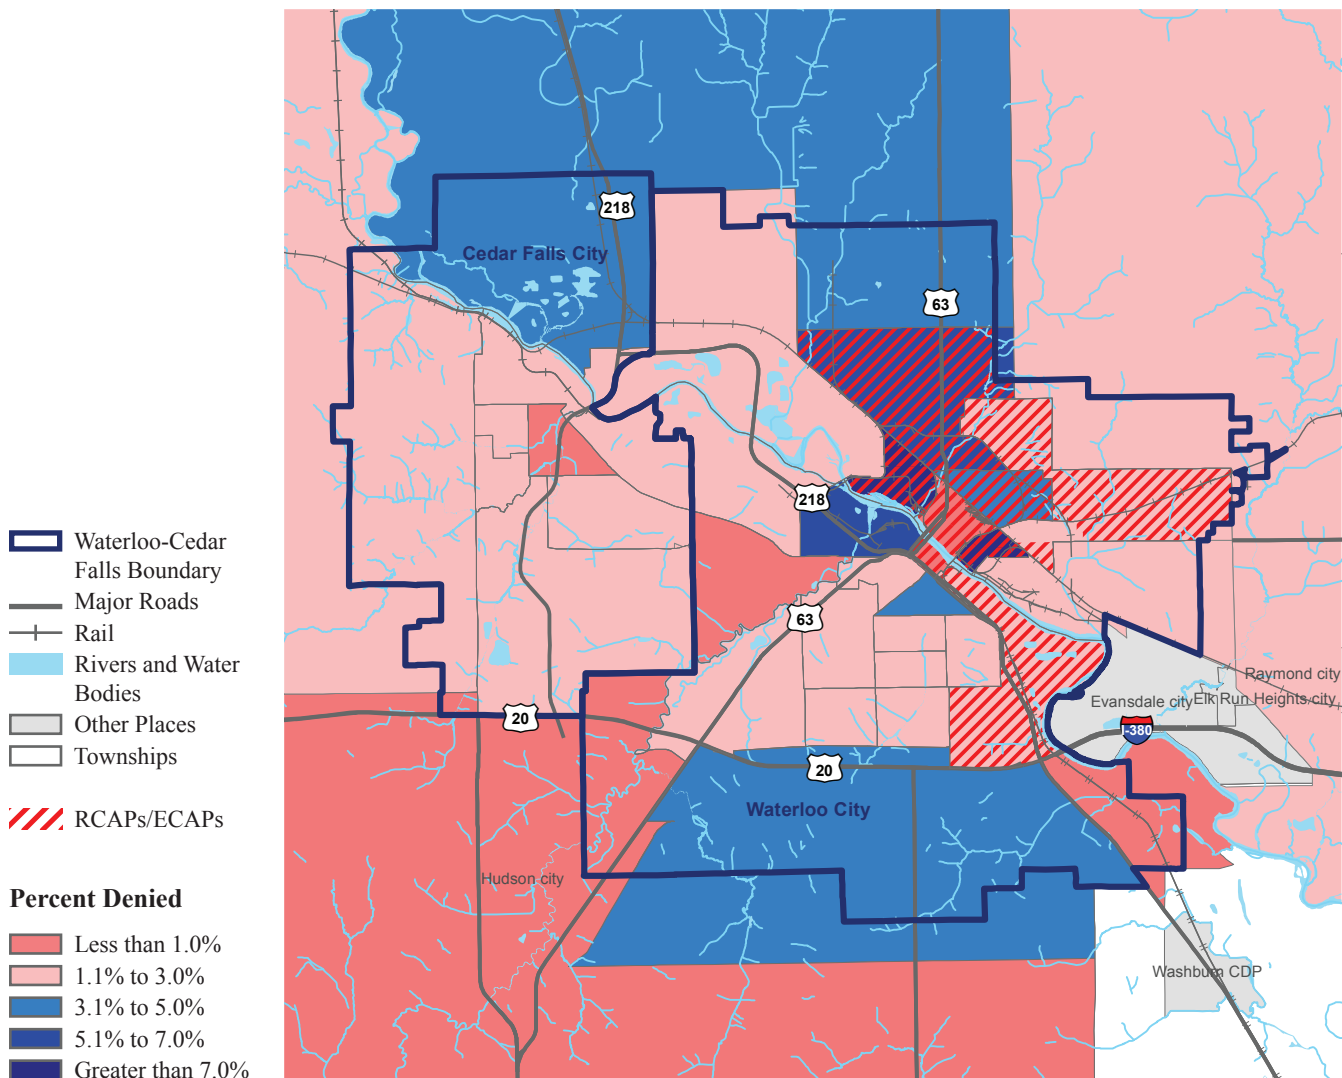 218
Cedar Falls City
63
218
Waterloo-Cedar
Falls Boundary
Major Roads
Rail
Rivers and Water
Bodies
Other Places
Townships
RCAPs/ECAPs
63
Raymond city
Evansdale city
Elk Run Heights city
20
I-380
20
Waterloo City
Hudson city
Percent Denied
Less than 1.0%
1.1% to 3.0%
3.1% to 5.0%
5.1% to 7.0%
Greater than 7.0%
Washburn CDP